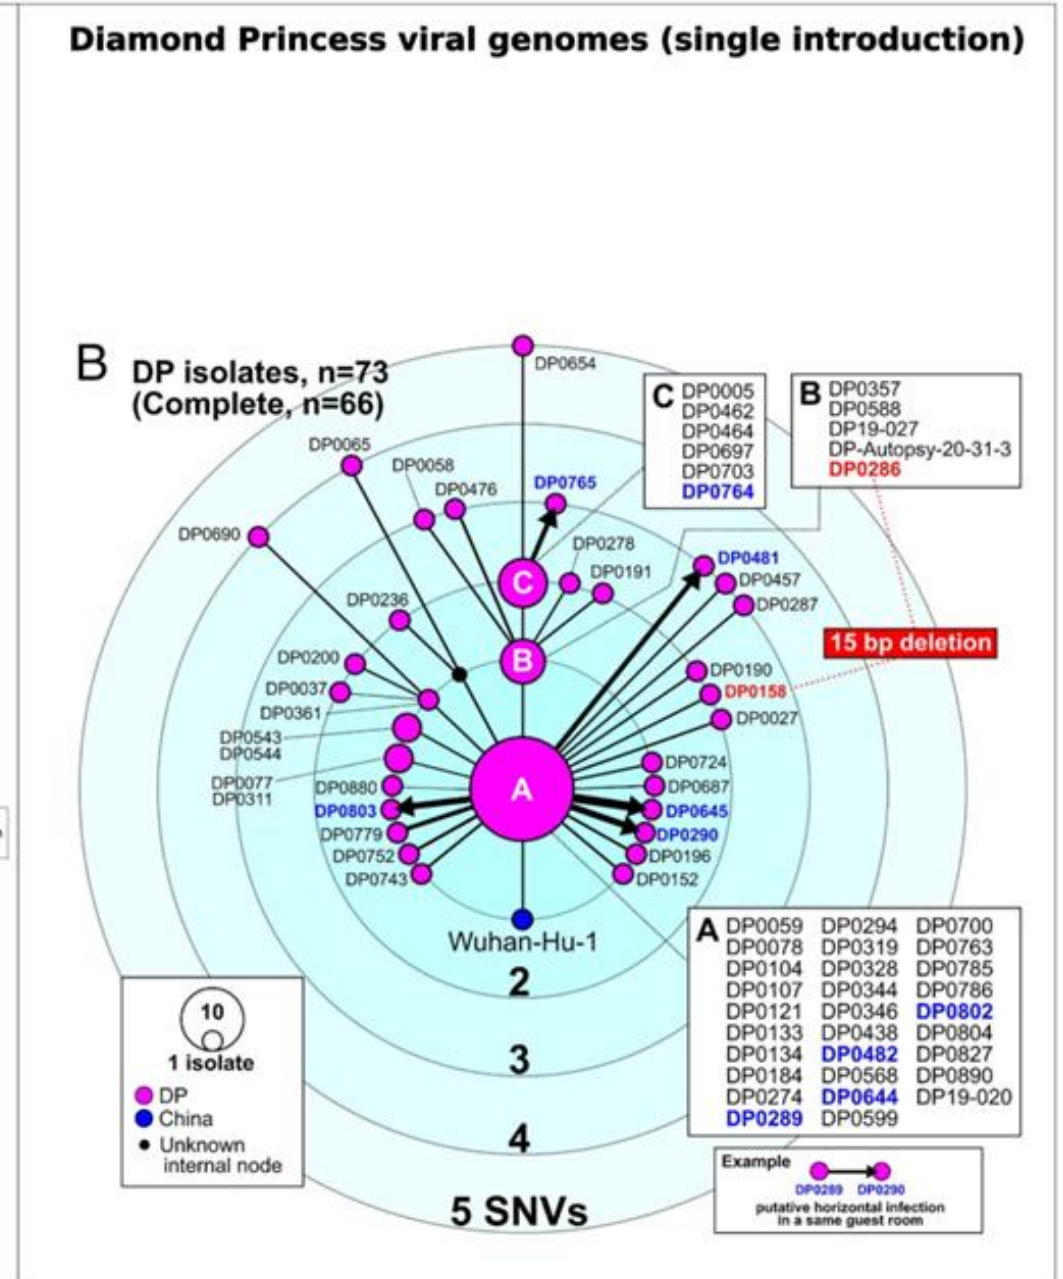 Diamond Princess viral genomes (single introduction)
B
DP isolates, n=73
(Complete, n=66)
DP0654
C
DP0005
DP0462
DP0464
DP0697
DP0703
DP0764
B
DP0357
DP0588
DP19-027
DP-Autopsy-20-31-3
DP0286
DP0065
DP0058
DP0476
DP0765
DP0690
DP0278
DP0191
C
DP0481
DP0457
DP0287
DP0236
15 bp deletion
DP0200
B
DP0190
DP0037
DP0158
DP0361
DP0027
DP0543
DP0544
DP0724
DP0077
DP0311
DP0880
A
DP0687
DP0803
DP0645
DP0779
DP0290
DP0752
DP0196
DP0743
DP0152
Wuhan-Hu-1
2
3
4
5 SNVs
A
DP0059 DP0294 DP0700
DP0078 DP0319 DP0763
DP0104 DP0328 DP0785
DP0107 DP0344 DP0786
DP0121 DP0346 DP0802
DP0133 DP0438 DP0804
DP0134 DP0482 DP0827
DP0184 DP0568 DP0890
DP0274 DP0644 DP19-020
DP0289 DP0599
10
1 isolate
DP
China
Unknown
internal node
Example
DP0289 DP0290
putative horizontal infection
in a same guest room